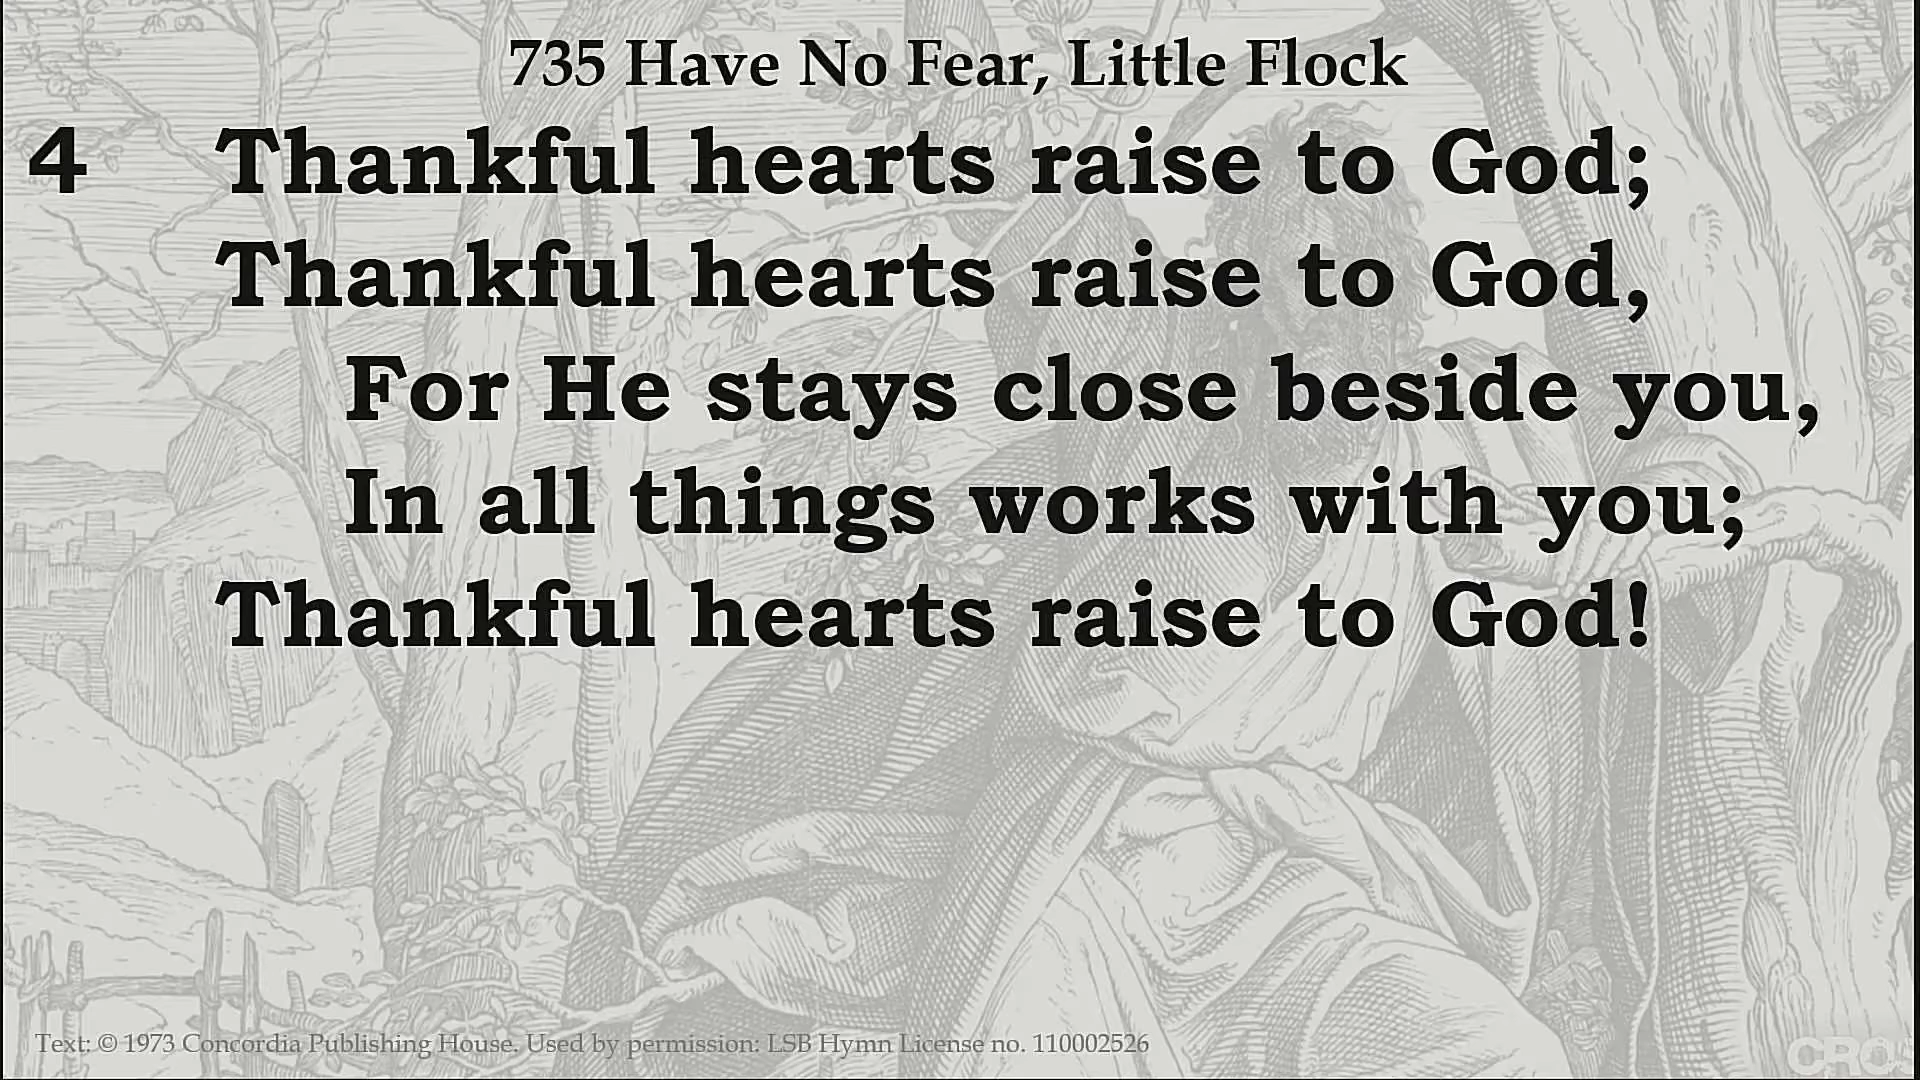 735 Have No Fear, Little Flock
4 Thankful hearts raise to God;
Thankful hearts raise to God,
For He stays close beside you,
In all things works with you;
Thankful hearts raise to God!
Text: © 1973 Concordia Publishing House. Used by permission: LSB Hymn License no. 110002526